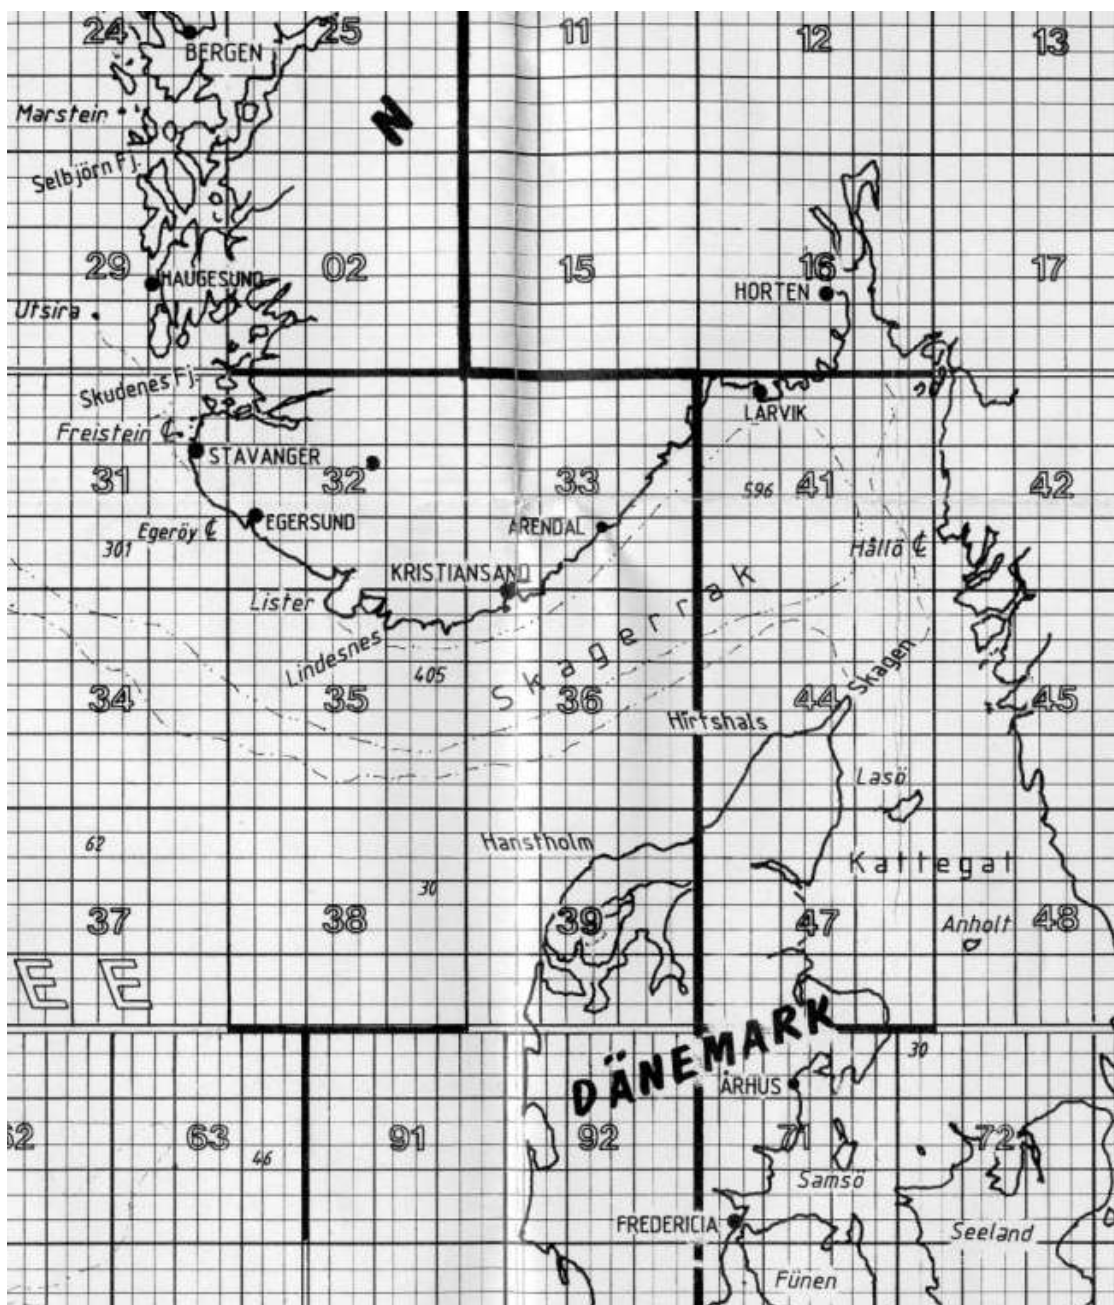 24
25
11
12
13
BERGEN
N
Marstein
Selbjörn Fj.
29
02
15
16
17
HAUGESUND
HORTEN
Utsira
Skudenes Fj.
LARVIK
Freistein
STAVANGER
31
32
33
596
41
42
EGERSUND
ARENDAL
Egeröy
301
Hållö
KRISTIANSAND
Lister
Lindesnes
Skagerrak
405
Skagen
34
35
36
44
45
Hirtshals
Lasö
Hanstholm
62
Kattegat
30
37
38
39
47
48
Anholt
E E
DÄNEMARK
30
ÅRHUS
62
63
91
92
71
72
46
Samsö
FREDERICIA
Seeland
Fünen